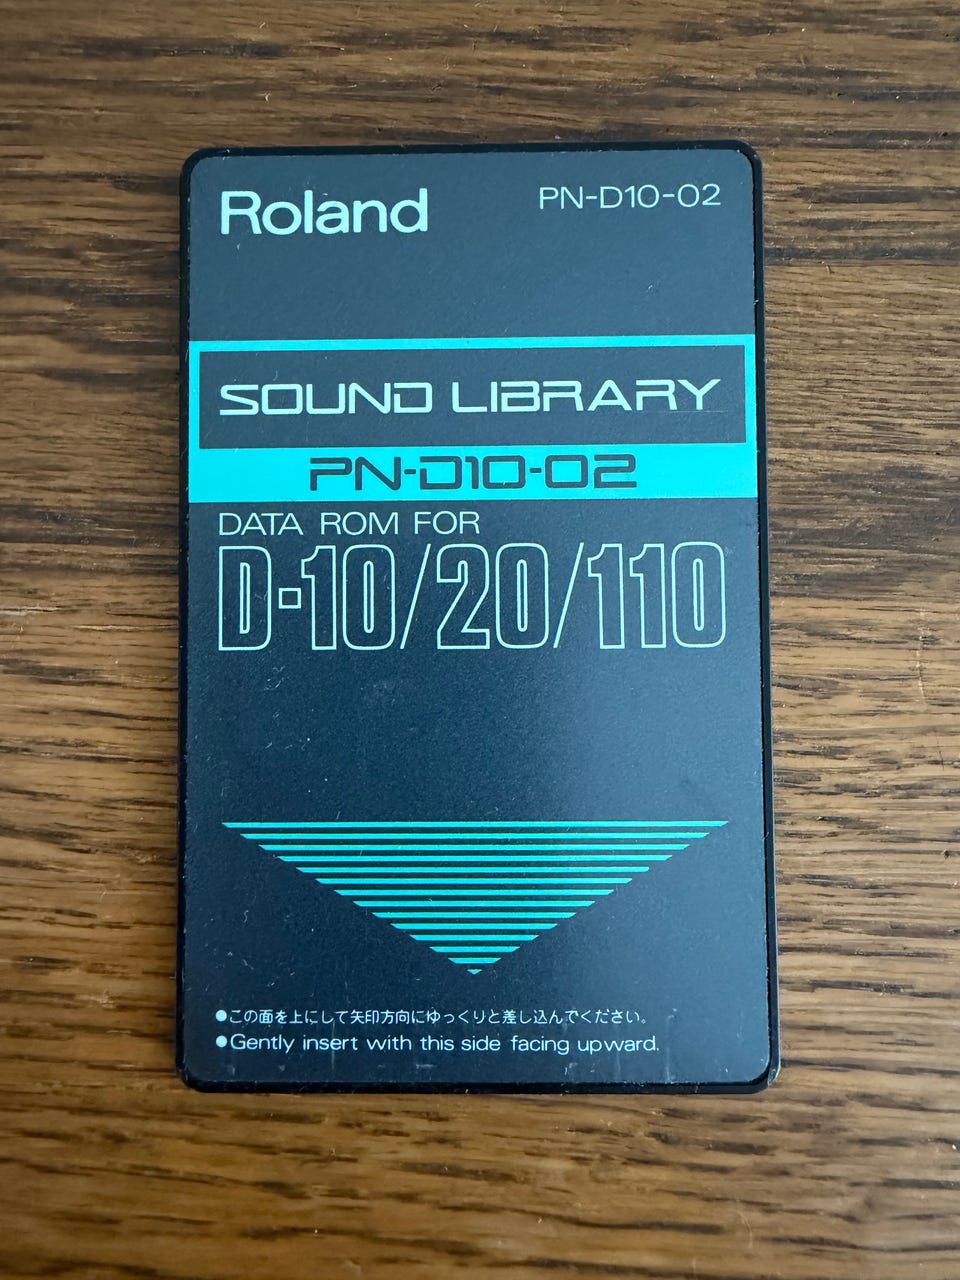 Roland
PN-D10-02
SOUND LIBRARY
PN-D10-02
DATA ROM FOR
D-10/20/110
●この面を上にして矢印方向にゆっくりと差し込んでください。
●Gently insert with this side facing upward.